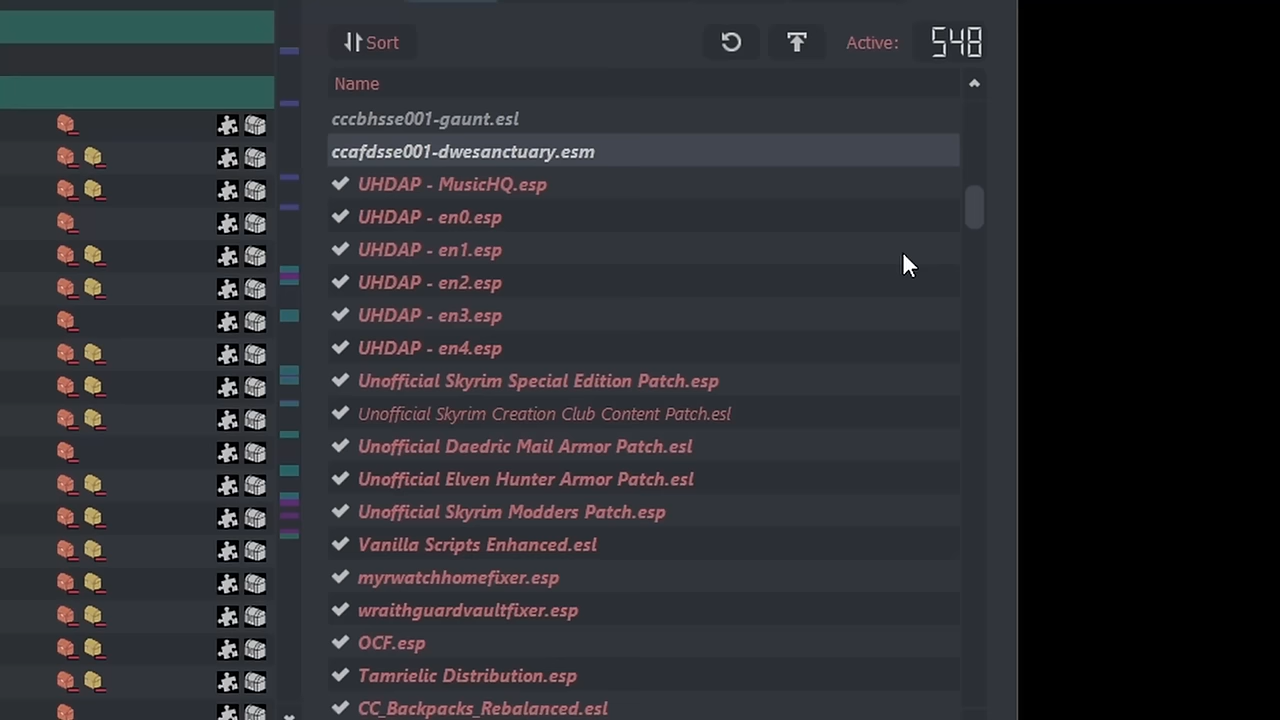 Sort
Active: 548
Name
cccbhsse001-gaunt.esl
ccafdsse001-dwesanctuary.esm
UHDAP - MusicHQ.esp
UHDAP - en0.esp
UHDAP - en1.esp
UHDAP - en2.esp
UHDAP - en3.esp
UHDAP - en4.esp
Unofficial Skyrim Special Edition Patch.esp
Unofficial Skyrim Creation Club Content Patch.esl
Unofficial Daedric Mail Armor Patch.esl
Unofficial Elven Hunter Armor Patch.esl
Unofficial Skyrim Modders Patch.esp
Vanilla Scripts Enhanced.esl
myrwatchhomefixer.esp
wraithguardvaultfixer.esp
OCF.esp
Tamrielic Distribution.esp
CC_Backpacks_Rebalanced.esl